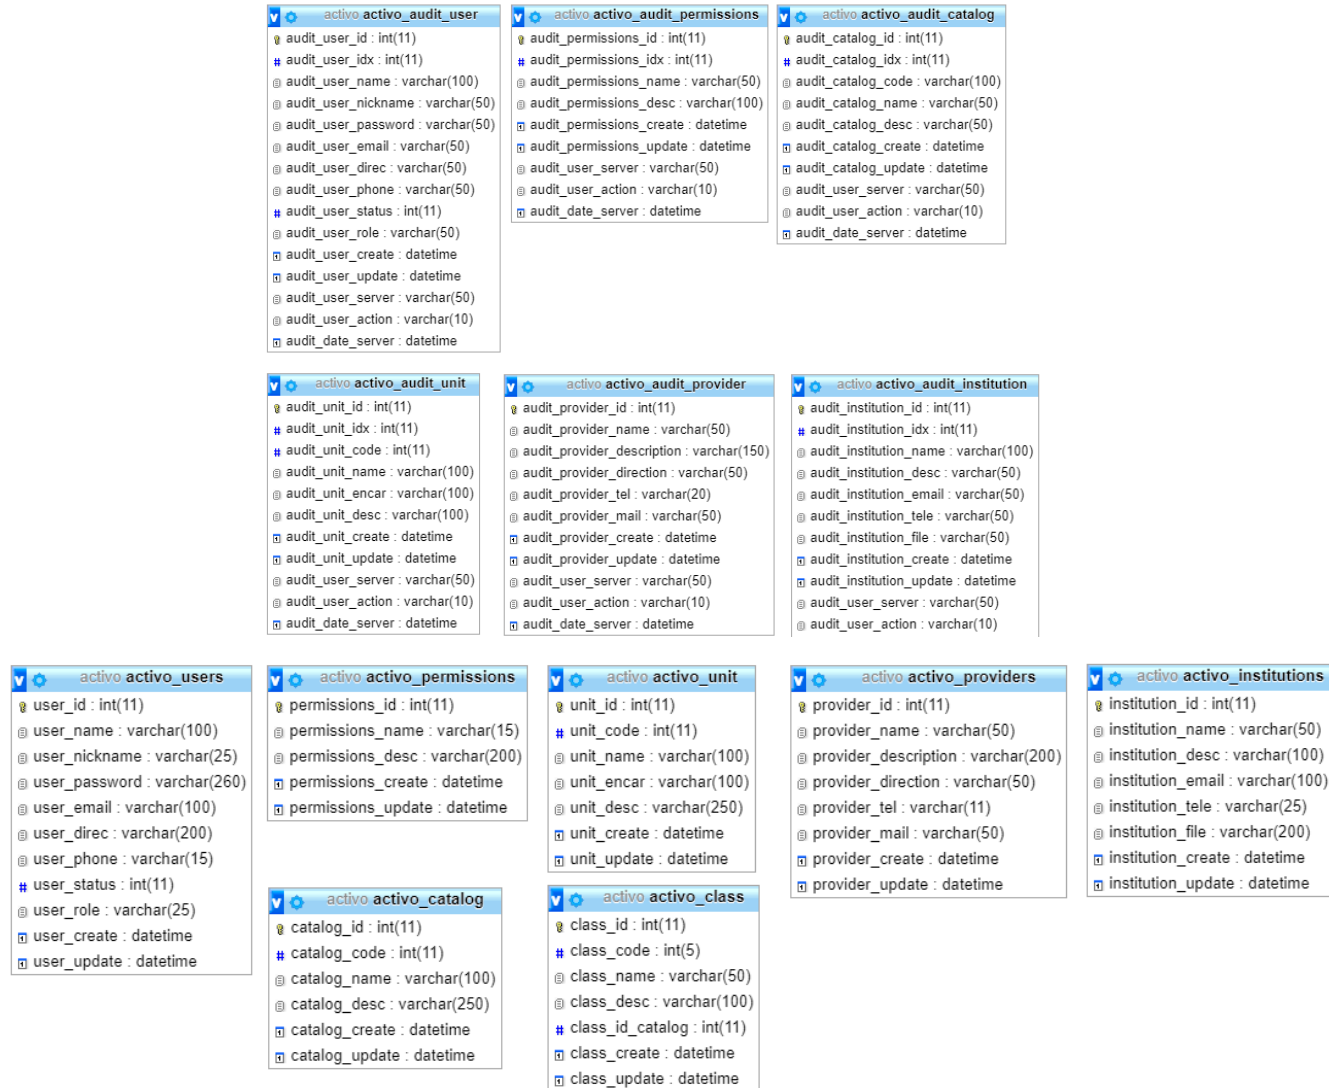 activo activo_audit_user
audit_user_id : int(11)
audit_user_idx : int(11)
audit_user_name : varchar(100)
audit_user_nickname : varchar(50)
audit_user_password : varchar(50)
audit_user_email : varchar(50)
audit_user_direc : varchar(50)
audit_user_phone : varchar(50)
audit_user_status : int(11)
audit_user_role : varchar(50)
audit_user_create : datetime
audit_user_update : datetime
audit_user_server : varchar(50)
audit_user_action : varchar(10)
audit_date_server : datetime
activo activo_audit_permissions
audit_permissions_id : int(11)
audit_permissions_idx : int(11)
audit_permissions_name : varchar(50)
audit_permissions_desc : varchar(100)
audit_permissions_create : datetime
audit_permissions_update : datetime
audit_user_server : varchar(50)
audit_user_action : varchar(10)
audit_date_server : datetime
activo activo_audit_catalog
audit_catalog_id : int(11)
audit_catalog_idx : int(11)
audit_catalog_code : varchar(100)
audit_catalog_name : varchar(50)
audit_catalog_desc : varchar(50)
audit_catalog_create : datetime
audit_catalog_update : datetime
audit_user_server : varchar(50)
audit_user_action : varchar(10)
audit_date_server : datetime
activo activo_audit_unit
audit_unit_id : int(11)
audit_unit_idx : int(11)
audit_unit_code : int(11)
audit_unit_name : varchar(100)
audit_unit_encar : varchar(100)
audit_unit_desc : varchar(100)
audit_unit_create : datetime
audit_unit_update : datetime
audit_user_server : varchar(50)
audit_user_action : varchar(10)
audit_date_server : datetime
activo activo_audit_provider
audit_provider_id : int(11)
audit_provider_name : varchar(50)
audit_provider_description : varchar(150)
audit_provider_direction : varchar(50)
audit_provider_tel : varchar(20)
audit_provider_mail : varchar(50)
audit_provider_create : datetime
audit_provider_update : datetime
audit_user_server : varchar(50)
audit_user_action : varchar(10)
audit_date_server : datetime
activo activo_audit_institution
audit_institution_id : int(11)
audit_institution_idx : int(11)
audit_institution_name : varchar(100)
audit_institution_desc : varchar(50)
audit_institution_email : varchar(50)
audit_institution_tele : varchar(50)
audit_institution_file : varchar(50)
audit_institution_create : datetime
audit_institution_update : datetime
audit_user_server : varchar(50)
audit_user_action : varchar(10)
activo activo_users
user_id : int(11)
user_name : varchar(100)
user_nickname : varchar(25)
user_password : varchar(260)
user_email : varchar(100)
user_direc : varchar(200)
user_phone : varchar(15)
user_status : int(11)
user_role : varchar(25)
user_create : datetime
user_update : datetime
activo activo_permissions
permissions_id : int(11)
permissions_name : varchar(15)
permissions_desc : varchar(200)
permissions_create : datetime
permissions_update : datetime
activo activo_unit
unit_id : int(11)
unit_code : int(11)
unit_name : varchar(100)
unit_encar : varchar(100)
unit_desc : varchar(250)
unit_create : datetime
unit_update : datetime
activo activo_providers
provider_id : int(11)
provider_name : varchar(50)
provider_description : varchar(200)
provider_direction : varchar(50)
provider_tel : varchar(11)
provider_mail : varchar(50)
provider_create : datetime
provider_update : datetime
activo activo_institutions
institution_id : int(11)
institution_name : varchar(50)
institution_desc : varchar(100)
institution_email : varchar(100)
institution_tele : varchar(25)
institution_file : varchar(200)
institution_create : datetime
institution_update : datetime
activo activo_catalog
catalog_id : int(11)
catalog_code : int(11)
catalog_name : varchar(100)
catalog_desc : varchar(250)
catalog_create : datetime
catalog_update : datetime
activo activo_class
class_id : int(11)
class_code : int(5)
class_name : varchar(50)
class_desc : varchar(100)
class_id_catalog : int(11)
class_create : datetime
class_update : datetime